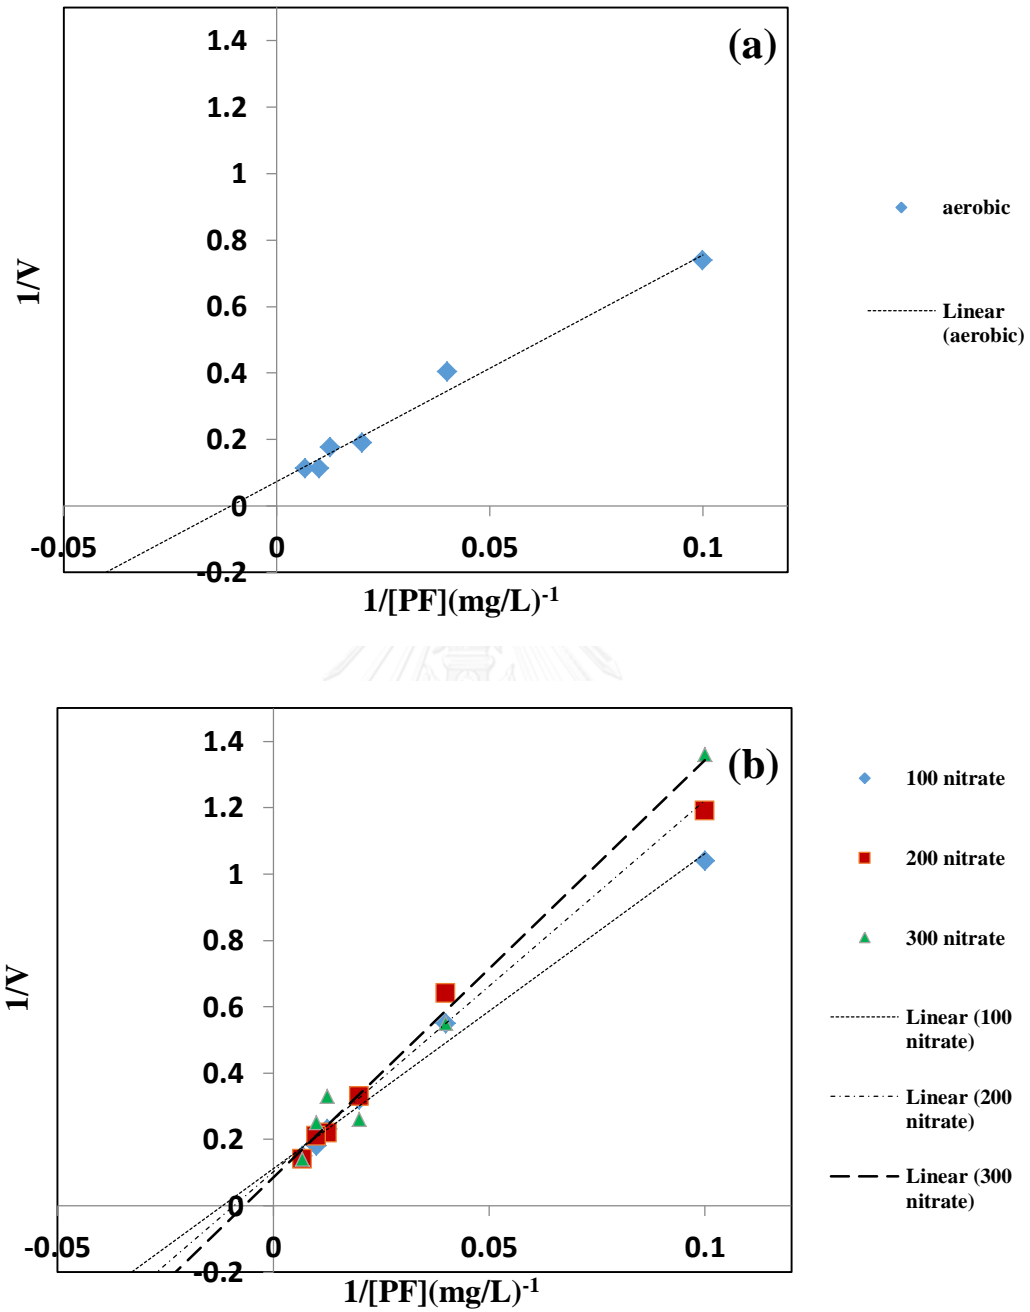 (a)
1.4
1.2
1
0.8
0.6
0.4
0.2
0
-0.2
-0.05
0
0.05
0.1
1/V
1/[PF](mg/L)-1
aerobic
Linear
(aerobic)
(b)
1.4
1.2
1
0.8
0.6
0.4
0.2
0
-0.2
-0.05
0
0.05
0.1
1/V
1/[PF](mg/L)-1
100 nitrate
200 nitrate
300 nitrate
Linear (100
nitrate)
Linear (200
nitrate)
Linear (300
nitrate)